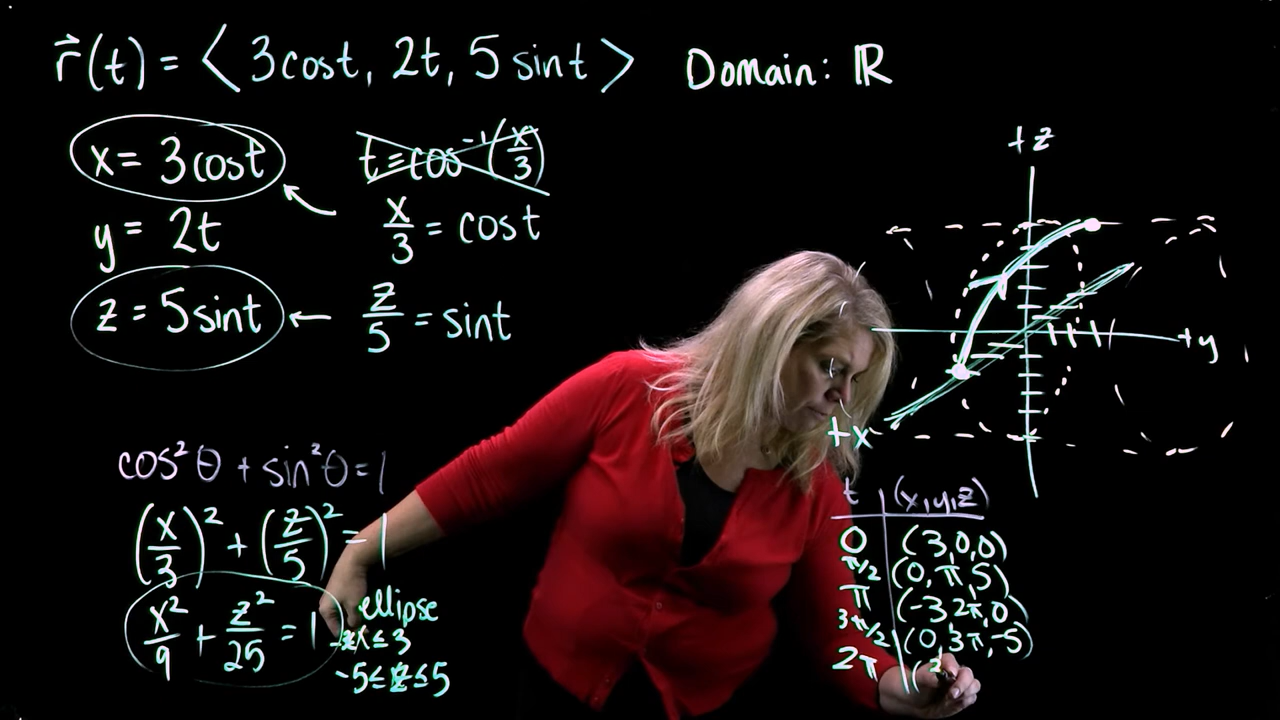 r⃗(t) = ⟨3cost, 2t, 5 sint⟩ Domain: ℝ
x = 3cost
t = cos⁻¹(x/3)
y = 2t
x/3 = cost
z = 5sint
z/5 = sint
cos²θ + sin²θ = 1
(x/3)² + (z/5)² = 1
x²/9 + z²/25 = 1
ellipse
x ≤ 3
-5 ≤ z ≤ 5
+z
+y
+x
t (x,y,z)
0 (3,0,0)
π/2 (0,π,5)
π (-3,2π,0)
3π/2 (0,3π,-5)
2π (